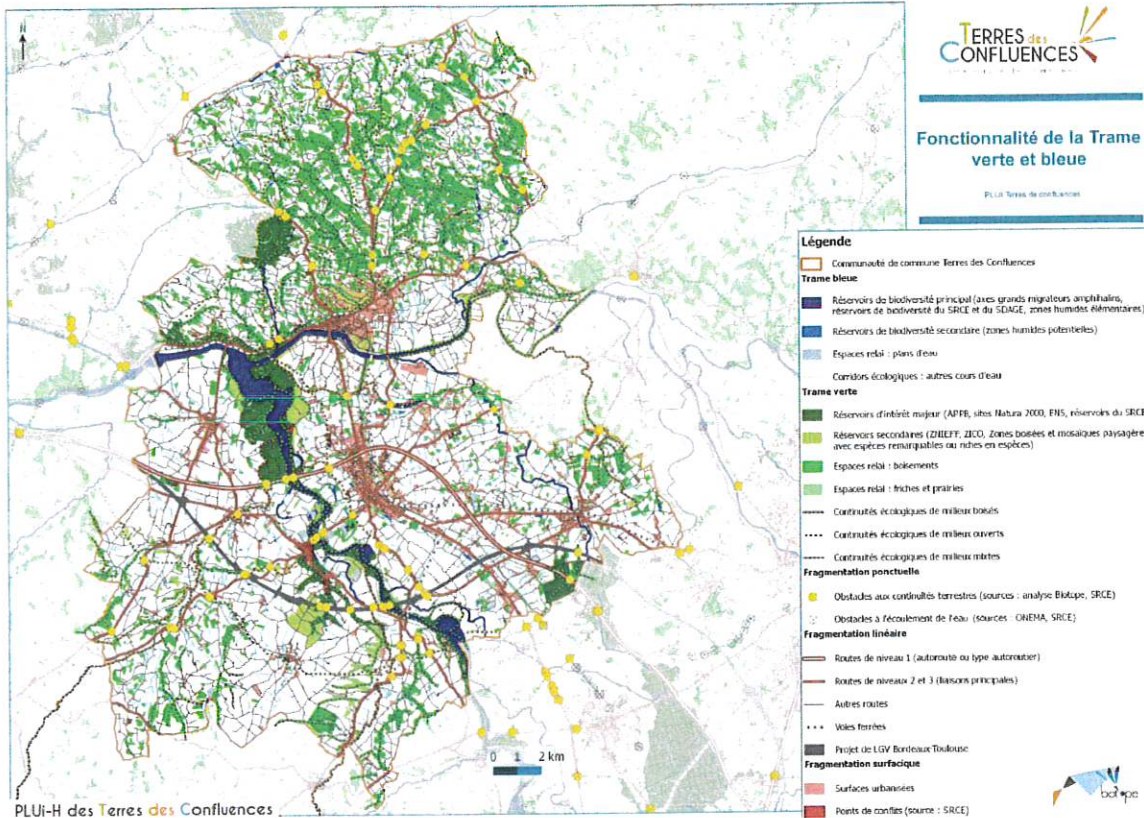 N
TERRES des
CONFLUENCES
Fonctionnalité de la Trame
verte et bleue
PLUi Terres de confluences
Légende
Communauté de commune Terres des Confluences
Trame bleue
Réservoirs de biodiversité principal (axes grands migrateurs amphihalins,
réservoirs de biodiversité du SRCE et du SDAGE, zones humides élémentaires)
Réservoirs de biodiversité secondaire (zones humides potentielles)
Espaces relai : plans d'eau
Corridors écologiques : autres cours d'eau
Trame verte
Réservoirs d'intérêt majeur (APPB, sites Natura 2000, ENS, réservoirs du SRCE
Réservoirs secondaires (ZNIEFF, ZICO, Zones boisées et mosaiques paysagère
avec espèces remarquables ou riches en espèces)
Espaces relai : boisements
Espaces relai : friches et prairies
Continuités écologiques de milieux boisés
Continuités écologiques de milieux ouverts
Continuités écologiques de milieux mixtes
Fragmentation ponctuelle
Obstacles aux continuités terrestres (sources : analyse Biotope, SRCE)
Obstacles à l'écoulement de l'eau (sources : ONEMA, SRCE)
Fragmentation linéaire
Routes de niveau 1 (autoroute ou type autoroutier)
Routes de niveaux 2 et 3 (liaisons principales)
Autres routes
Voies ferrées
Projet de LGV Bordeaux-Toulouse
Fragmentation surfacique
Surfaces urbanisées
Points de conflits (source : SRCE)
0 1 2 km
biotope
PLUi-H des Terres des Confluences